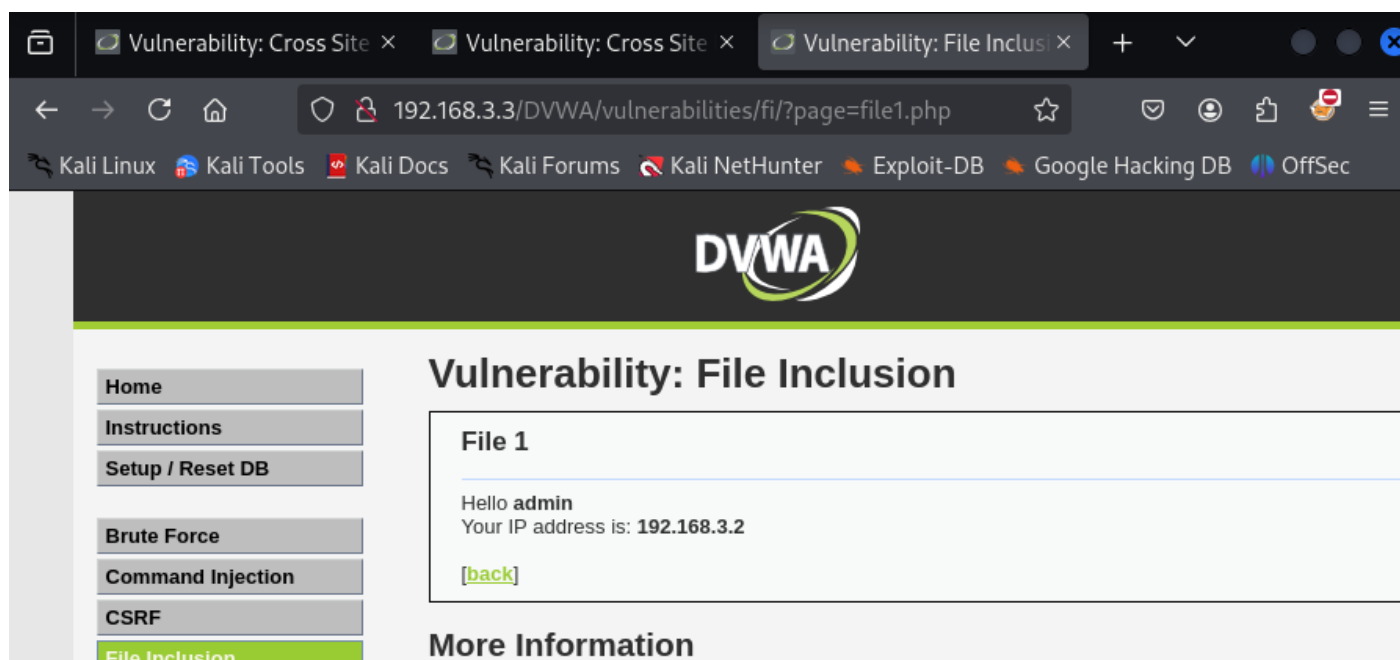 Vulnerability: Cross Site
Vulnerability: Cross Site
Vulnerability: File Inclusi
192.168.3.3/DVWA/vulnerabilities/fi/?page=file1.php
Kali Linux Kali Tools Kali Docs Kali Forums Kali NetHunter Exploit-DB Google Hacking DB OffSec
DVWA
Home
Instructions
Setup / Reset DB
Brute Force
Command Injection
CSRF
File Inclusion
Vulnerability: File Inclusion
File 1
Hello admin
Your IP address is: 192.168.3.2
[back]
More Information